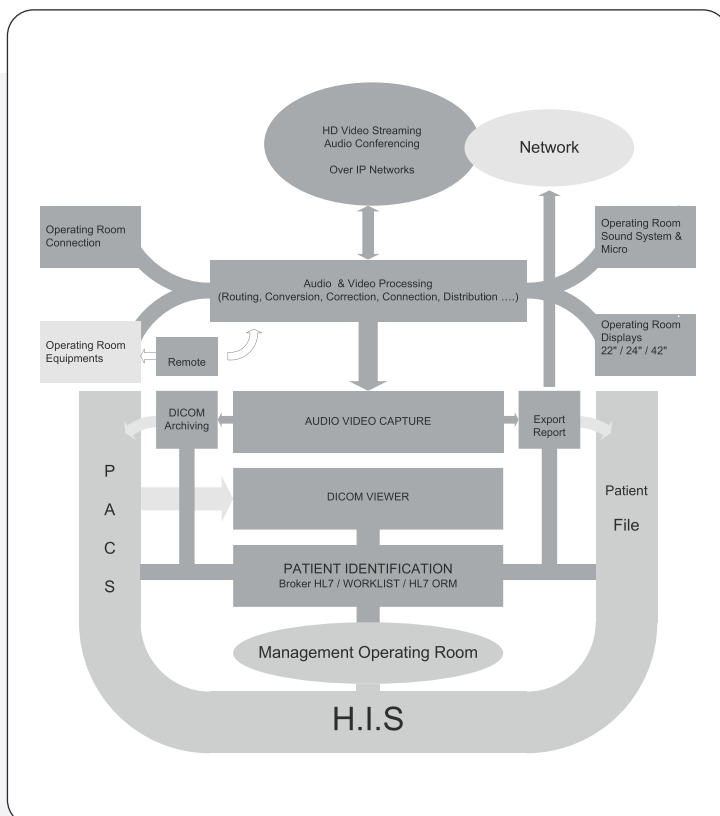 HD Video Streaming
Audio Conferencing
Over IP Networks
Network
Operating Room
Connection
Operating Room
Sound System &
Micro
Audio & Video Processing
(Routing, Conversion, Correction, Connection, Distribution ....)
Operating Room
Equipments
Remote
Operating Room
Displays
22" / 24" / 42"
DICOM
Archiving
AUDIO VIDEO CAPTURE
Export
Report
P
A
C
S
DICOM VIEWER
Patient
File
PATIENT IDENTIFICATION
Broker HL7 / WORKLIST / HL7 ORM
Management Operating Room
H.I.S